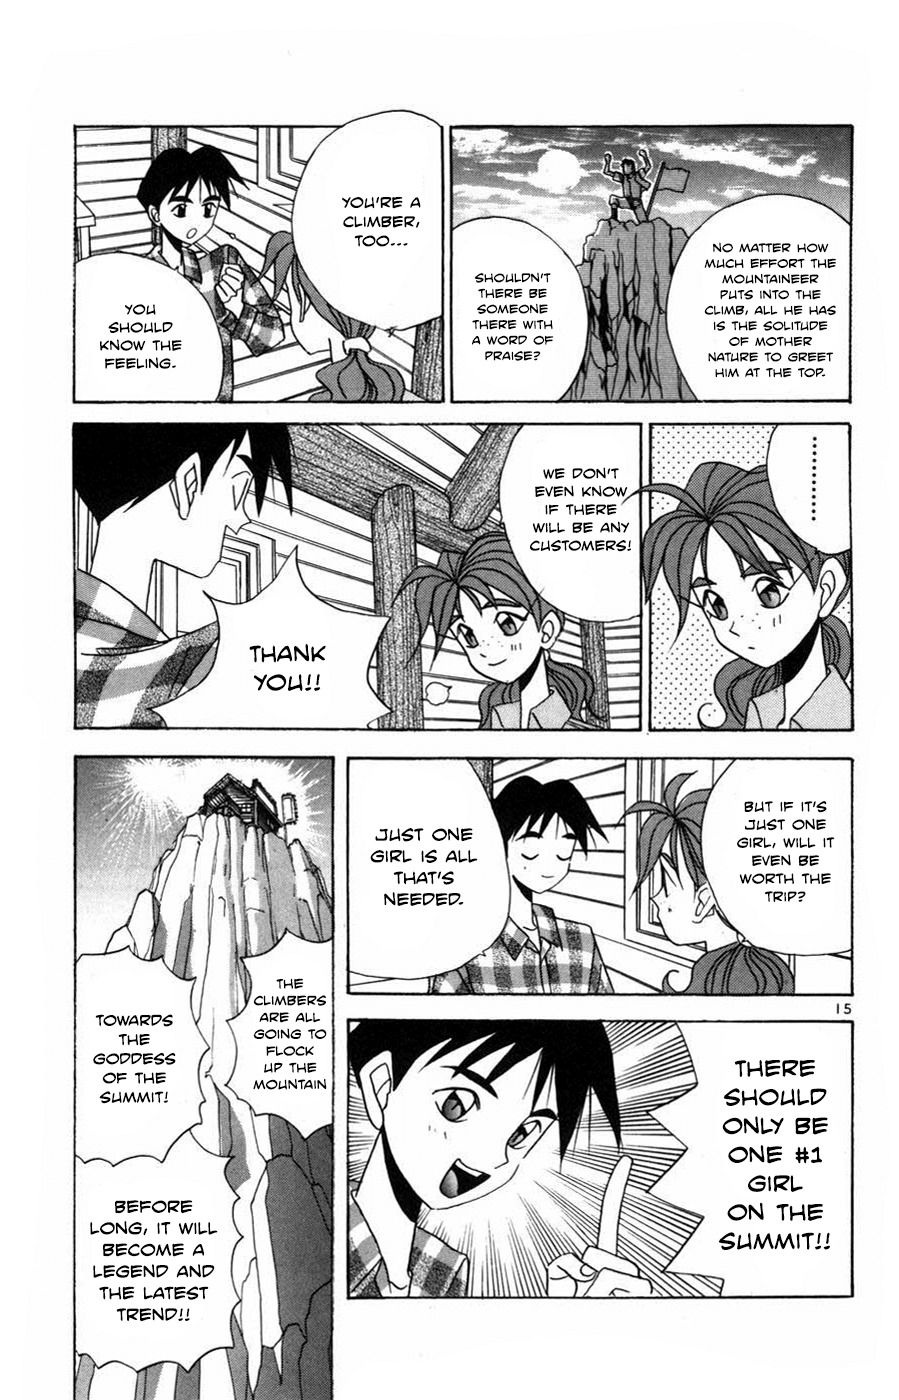 NO MATTER HOW
MUCH EFFORT THE
MOUNTAINEER
PUTS INTO THE
CLIMB, ALL HE HAS
IS THE SOLITUDE
OF MOTHER
NATURE TO GREET
HIM AT THE TOP.
SHOULDN'T
THERE BE
SOMEONE
THERE WITH
A WORD OF
PRAISE?
YOU'RE A
CLIMBER,
TOO...
YOU
SHOULD
KNOW THE
FEELING.
..........
WE DON'T
EVEN KNOW
IF THERE
WILL BE ANY
CUSTOMERS!
THANK
YOU!!
BUT IF IT'S
JUST ONE
GIRL, WILL IT
EVEN BE
WORTH THE
TRIP?
JUST ONE
GIRL IS ALL
THAT'S
NEEDED.
15
THERE
SHOULD
ONLY BE
ONE #1
GIRL
ON THE
SUMMIT!!
THE
CLIMBERS
ARE ALL
GOING TO
FLOCK
UP THE
MOUNTAIN
TOWARDS
THE
GODDESS
OF THE
SUMMIT!
BEFORE
LONG, IT WILL
BECOME A
LEGEND AND
THE LATEST
TREND!!